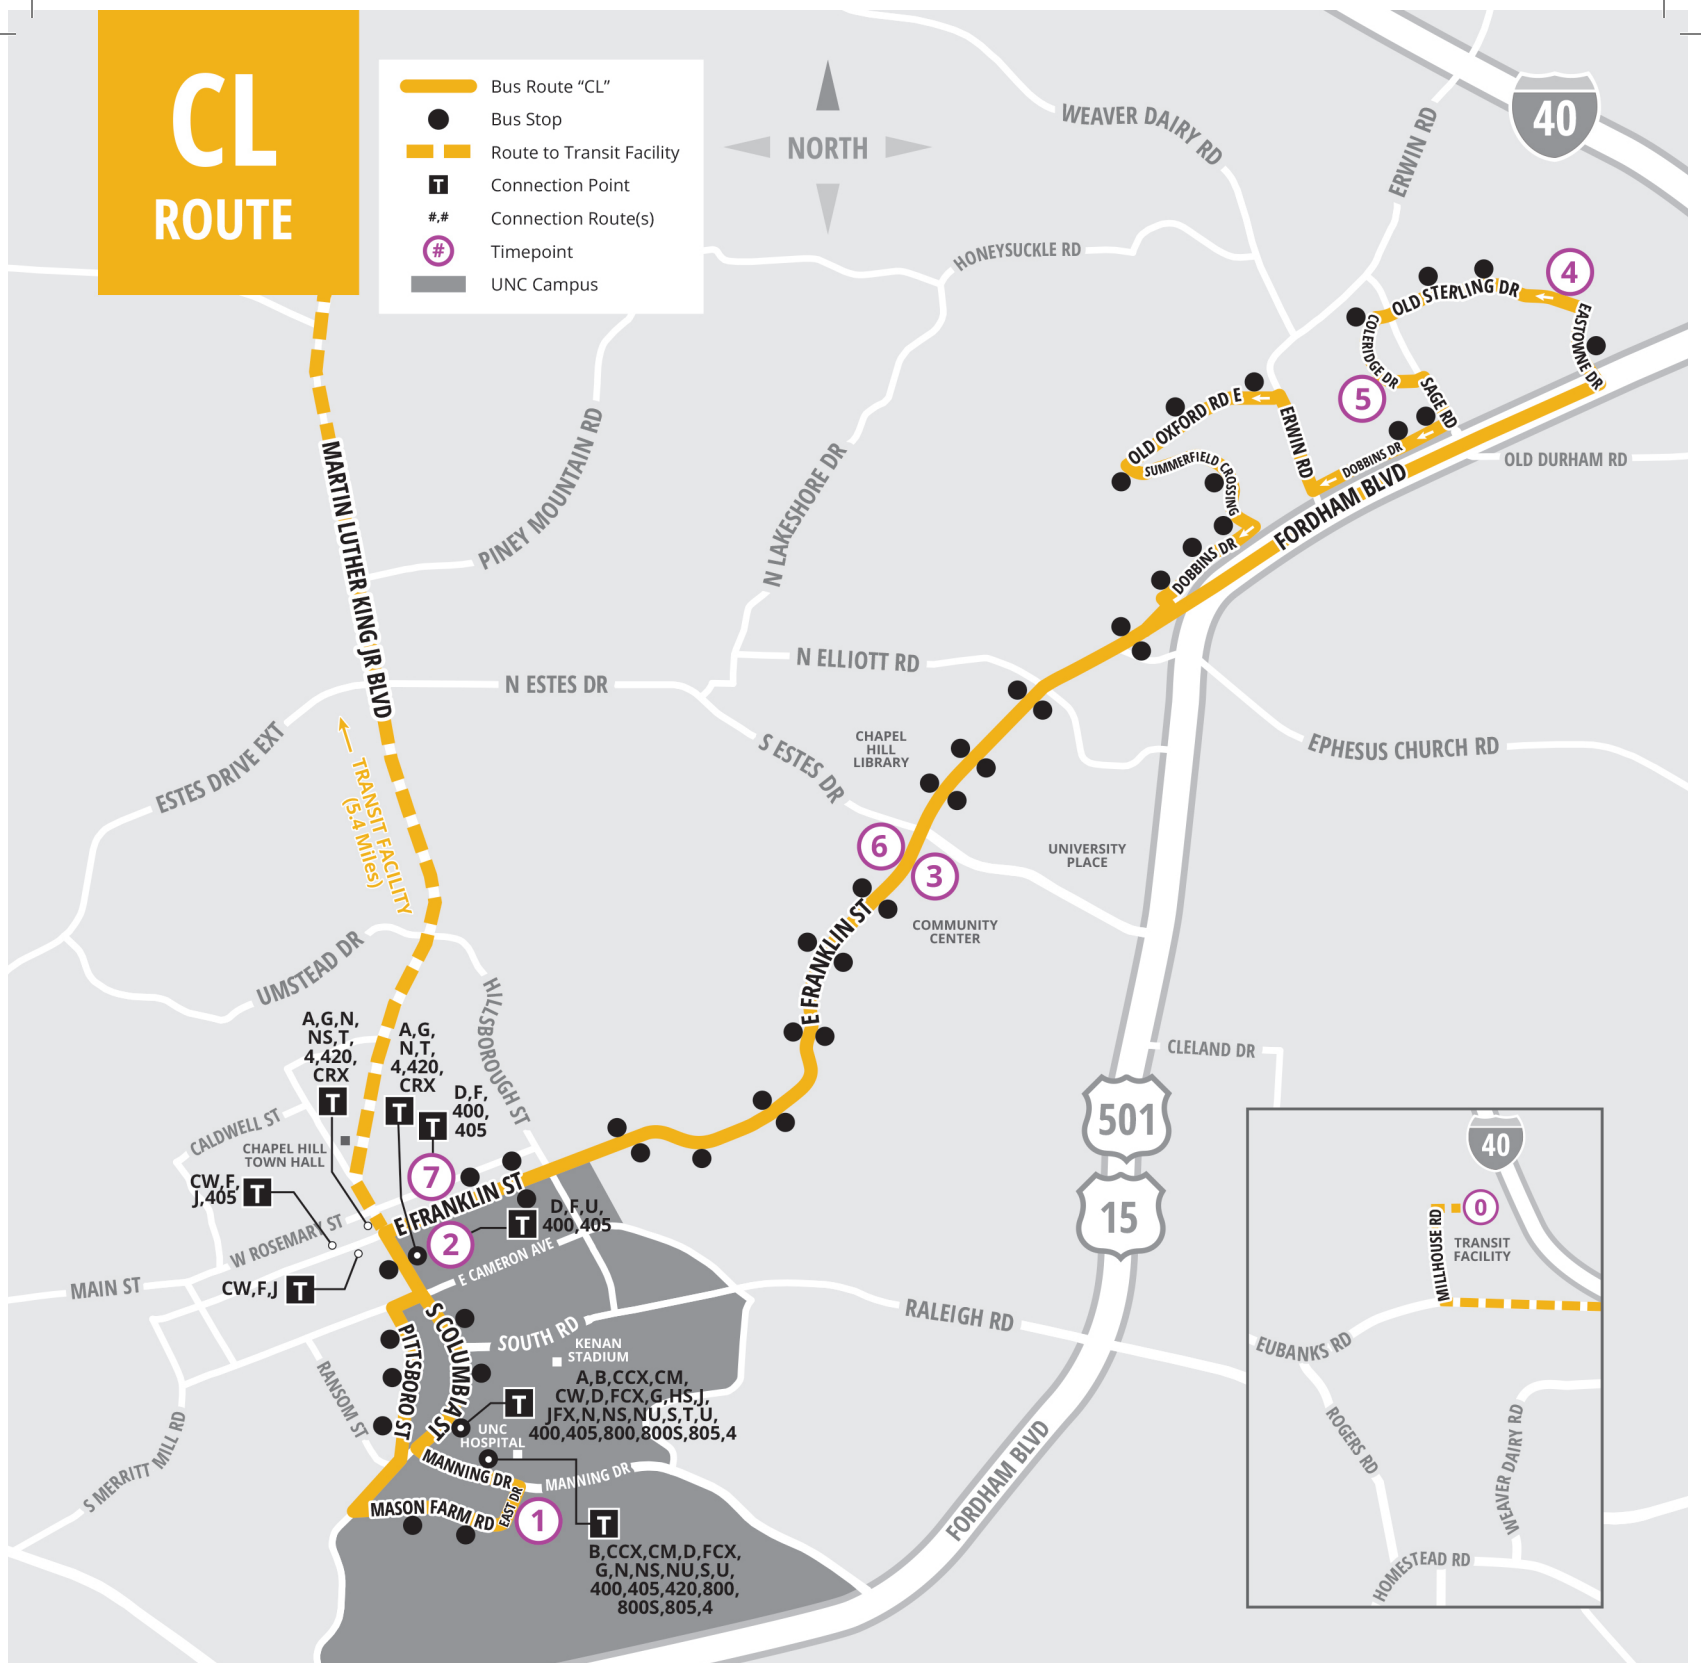 CL
ROUTE
Bus Route “CL”
Bus Stop
Route to Transit Facility
T
Connection Point
#,#
Connection Route(s)
#
Timepoint
UNC Campus
NORTH
40
WEAVER DAIRY RD
ERWIN RD
HONEYSUCKLE RD
4
OLD STERLING DR
EASTOWNE DR
COLERIDGE DR
5
SAGE RD
DOBBINS DR
OLD DURHAM RD
OLD OXFORD RD E
ERWIN RD
SUMMERFIELD CROSSING
FORDHAM BLVD
DOBBINS DR
PINEY MOUNTAIN RD
N LAKESHORE DR
MARTIN LUTHER KING JR BLVD
N ELLIOTT RD
N ESTES DR
ESTES DRIVE EXT
S ESTES DR
CHAPEL
HILL
LIBRARY
EPHESUS CHURCH RD
TRANSIT FACILITY
(5.4 Miles)
6
3
UNIVERSITY
PLACE
COMMUNITY
CENTER
E FRANKLIN ST
UMSTEAD DR
HILLSBOROUGH ST
A,G,N,
NS,T,
4,420,
CRX
T
A,G,
N,T,
4,420,
CRX
T
D,F,
400,
405
T
CLELAND DR
501
15
CALDWELL ST
CHAPEL HILL
TOWN HALL
7
CW,F,
J,405
T
E FRANKLIN ST
2
T
D,F,U,
400,405
W ROSEMARY ST
E CAMERON AVE
MAIN ST
CW,F,J
T
RALEIGH RD
PITTSBORO ST
S COLUMBIA ST
SOUTH RD
KENAN
STADIUM
RANSOM ST
S MERRITT MILL RD
T
A,B,CCX,CM,
CW,D,FCX,G,HS,J,
JFX,N,NS,NU,S,T,U,
400,405,800,800S,805,4
UNC
HOSPITAL
MANNING DR
MANNING DR
MASON FARM RD
EAST DR
1
T
B,CCX,CM,D,FCX,
G,N,NS,NU,S,U,
400,405,420,800,
800S,805,4
FORDHAM BLVD
40
0
MILLHOUSE RD
TRANSIT
FACILITY
EUBANKS RD
ROGERS RD
WEAVER DAIRY RD
HOMESTEAD RD